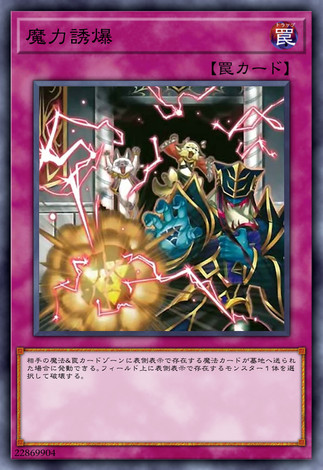 魔力誘爆
トラップ
罠
【罠カード】
相手の魔法&罠カードゾーンに表側表示で存在する魔法カードが墓地へ送られ
た場合に発動できる。フィールド上に表側表示で存在するモンスター1体を選
択して破壊する。
22869904